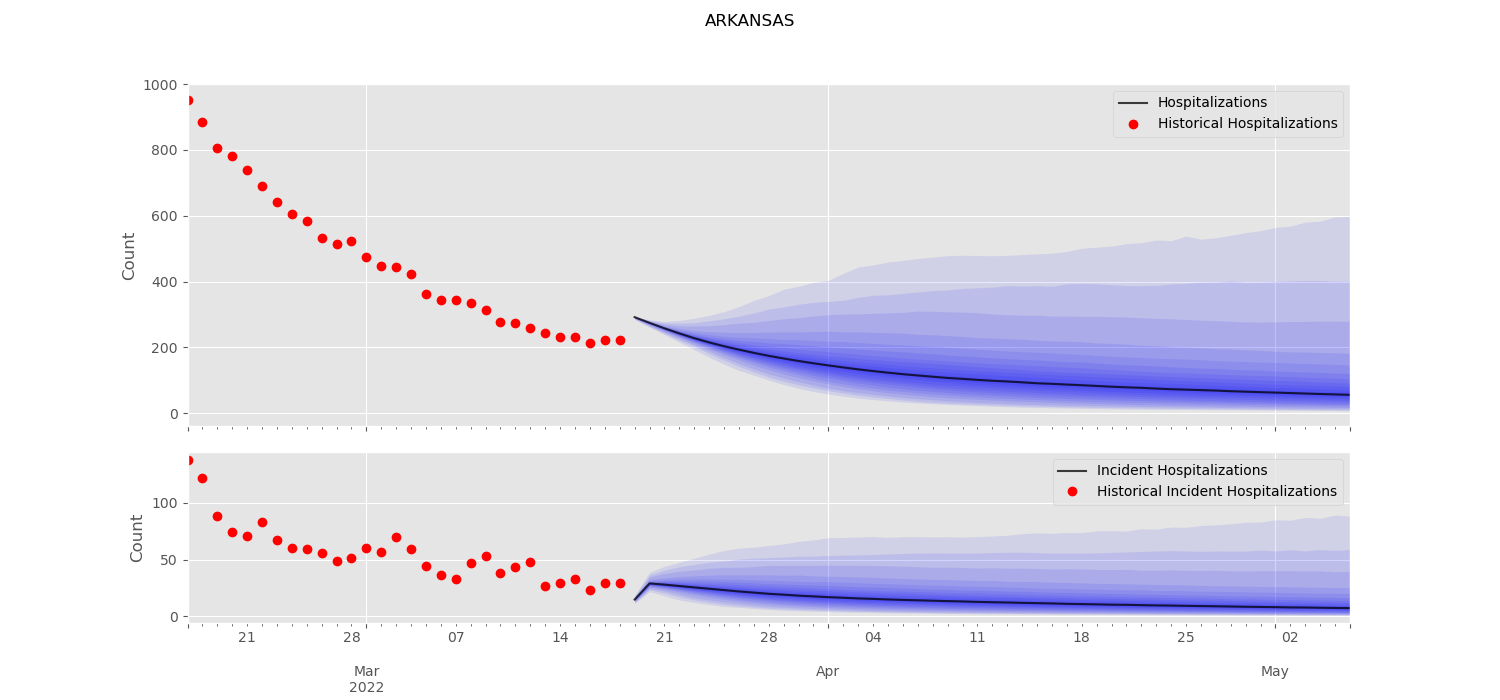 ARKANSAS
1000
800
600
400
200
0
Count
Hospitalizations
Historical Hospitalizations
100
50
0
Count
Incident Hospitalizations
Historical Incident Hospitalizations
21 28 07 14 21 28 04 11 18 25 02
Mar Apr May
2022